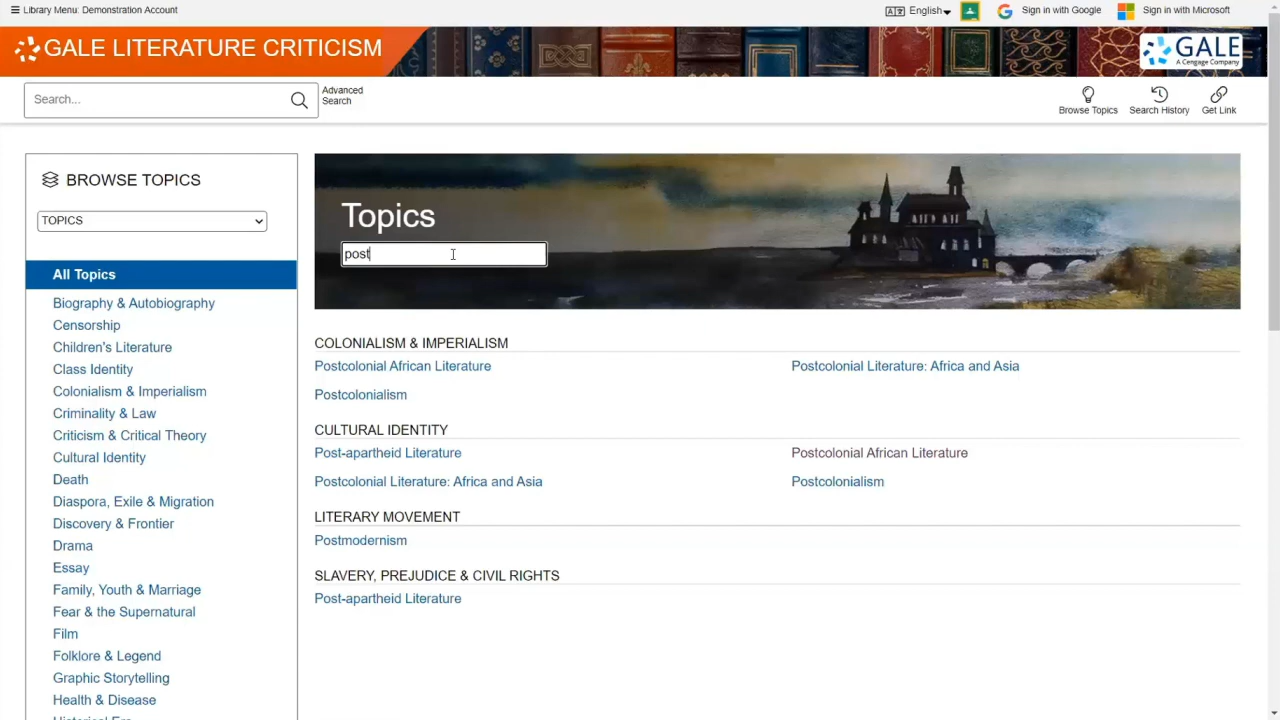 Library Menu: Demonstration Account
English
Sign in with Google
Sign in with Microsoft
GALE LITERATURE CRITICISM
GALE
A Cengage Company
Search...
Advanced
Search
Browse Topics
Search History
Get Link
BROWSE TOPICS
TOPICS
All Topics
Biography & Autobiography
Censorship
Children's Literature
Class Identity
Colonialism & Imperialism
Criminality & Law
Criticism & Critical Theory
Cultural Identity
Death
Diaspora, Exile & Migration
Discovery & Frontier
Drama
Essay
Family, Youth & Marriage
Fear & the Supernatural
Film
Folklore & Legend
Graphic Storytelling
Health & Disease
Historical Era
Topics
post
COLONIALISM & IMPERIALISM
Postcolonial African Literature
Postcolonial Literature: Africa and Asia
Postcolonialism
CULTURAL IDENTITY
Post-apartheid Literature
Postcolonial African Literature
Postcolonial Literature: Africa and Asia
Postcolonialism
LITERARY MOVEMENT
Postmodernism
SLAVERY, PREJUDICE & CIVIL RIGHTS
Post-apartheid Literature